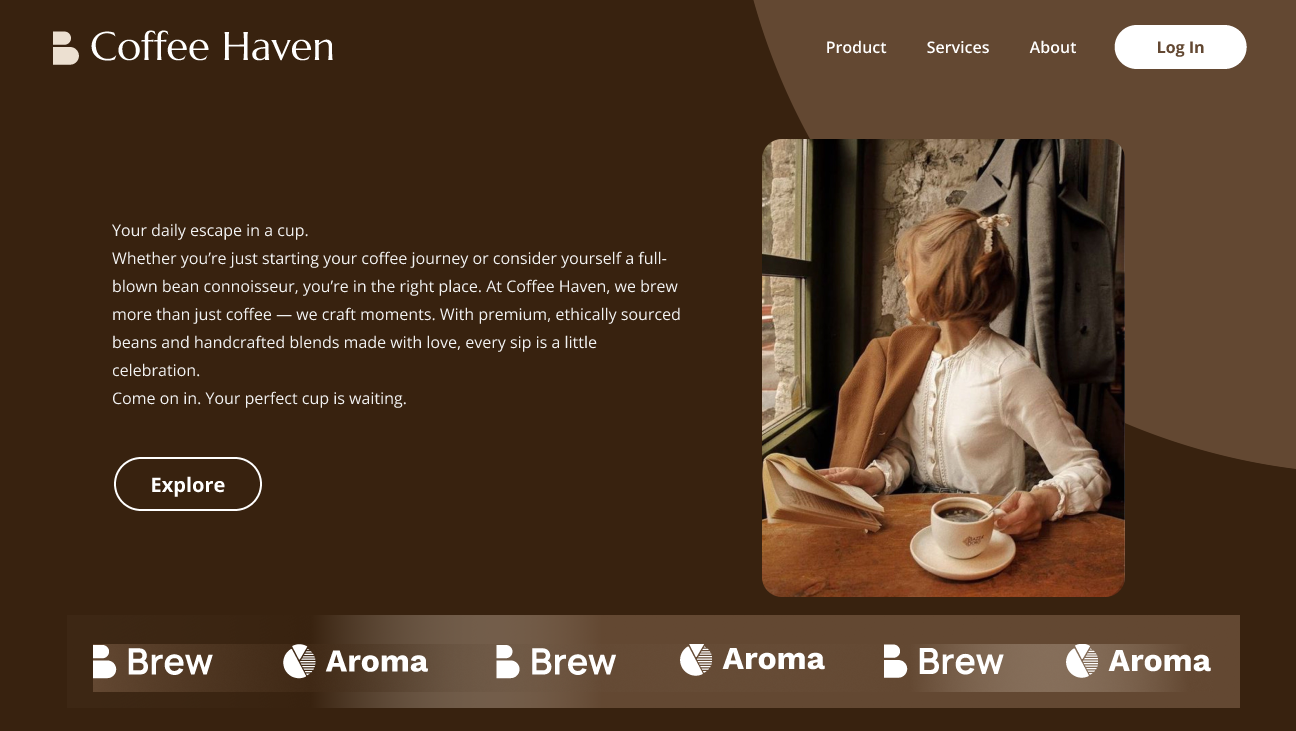 Coffee Haven
Product Services About Log In
Your daily escape in a cup.
Whether you’re just starting your coffee journey or consider yourself a full-
blown bean connoisseur, you’re in the right place. At Coffee Haven, we brew
more than just coffee — we craft moments. With premium, ethically sourced
beans and handcrafted blends made with love, every sip is a little
celebration.
Come on in. Your perfect cup is waiting.
Explore
Brew Aroma Brew Aroma Brew Aroma